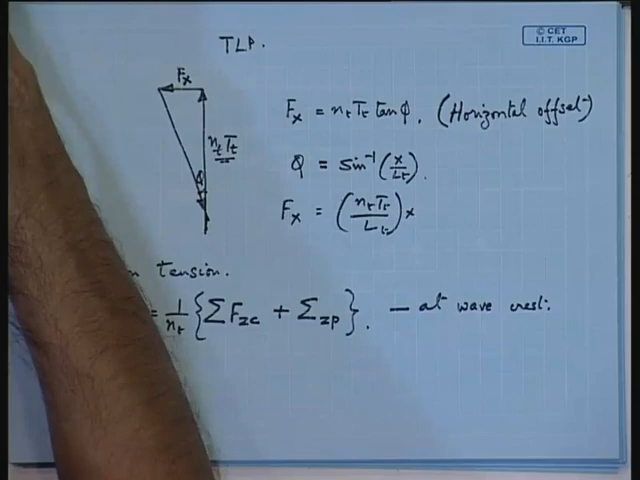 TLP.
© CET
I.I.T. KGP
Fx
nt Tt
Φ
Fx = nt Tt tan Φ. (Horizontal offset)
Φ = sin⁻¹ (x/Lt).
Fx = (nt Tt / Lt) x
n tension.
= 1/nt { Σ Fzc + Σzp }. — at wave crest.